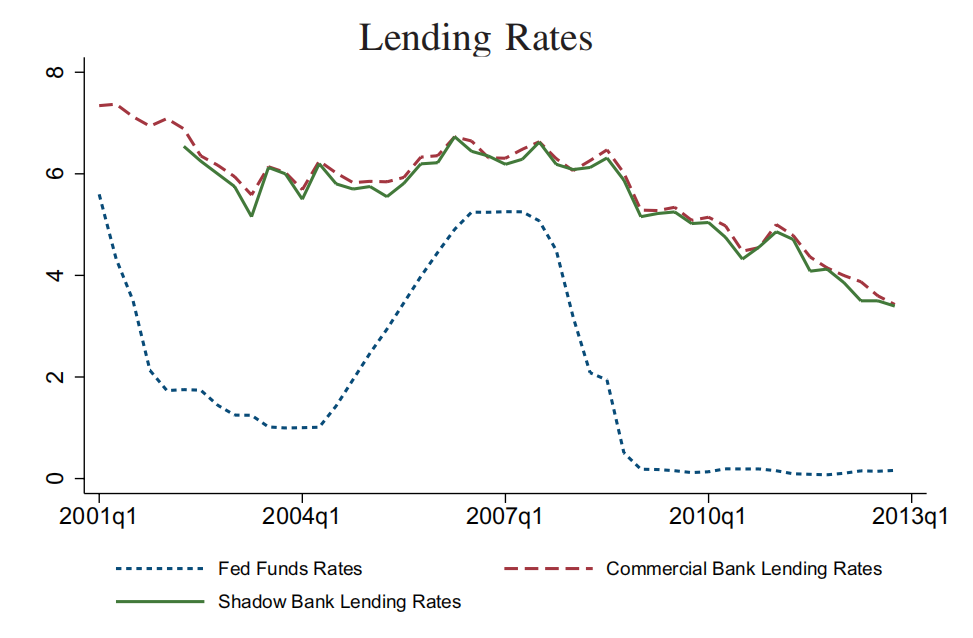 Lending Rates
8
6
4
2
0
2001q1 2004q1 2007q1 2010q1 2013q1
Fed Funds Rates Commercial Bank Lending Rates
Shadow Bank Lending Rates